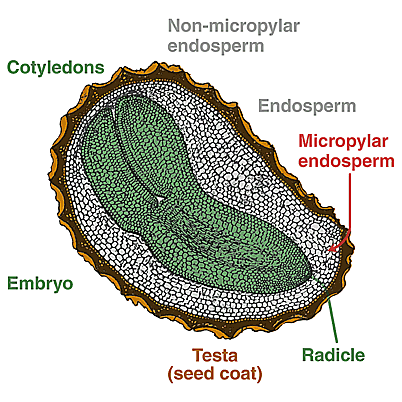 Non-micropylar
endosperm
Cotyledons
Endosperm
Micropylar
endosperm
Embryo
Testa
(seed coat)
Radicle